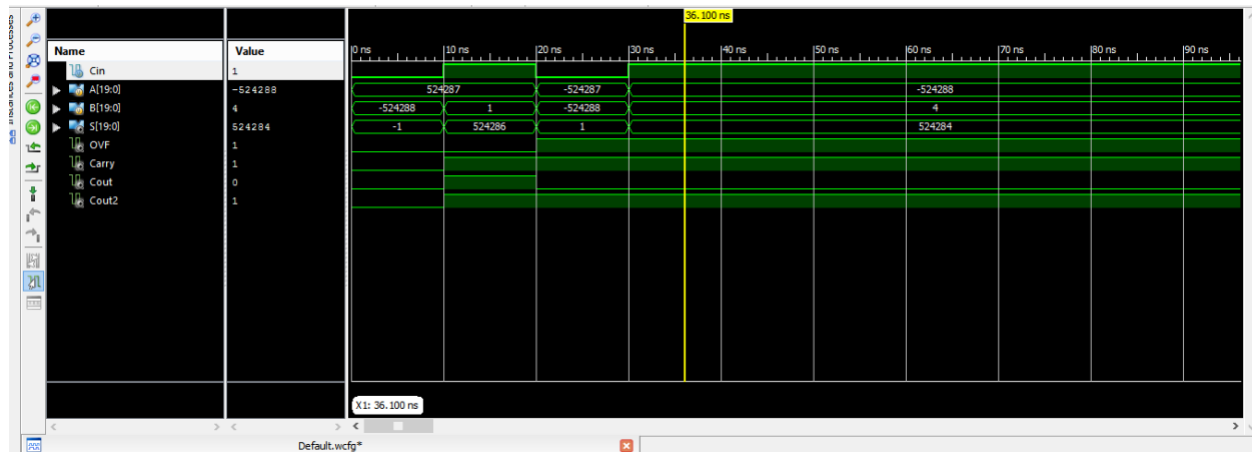 36.100 ns
Name Value 0 ns 10 ns 20 ns 30 ns 40 ns 50 ns 60 ns 70 ns 80 ns 90 ns
Cin 1
A[19:0] -524288 524287 -524287 -524288
B[19:0] 4 -524288 1 -524288 4
S[19:0] 524284 -1 524286 1 524284
OVF 1
Carry 1
Cout 0
Cout2 1
X1: 36.100 ns
Default.wcfg*